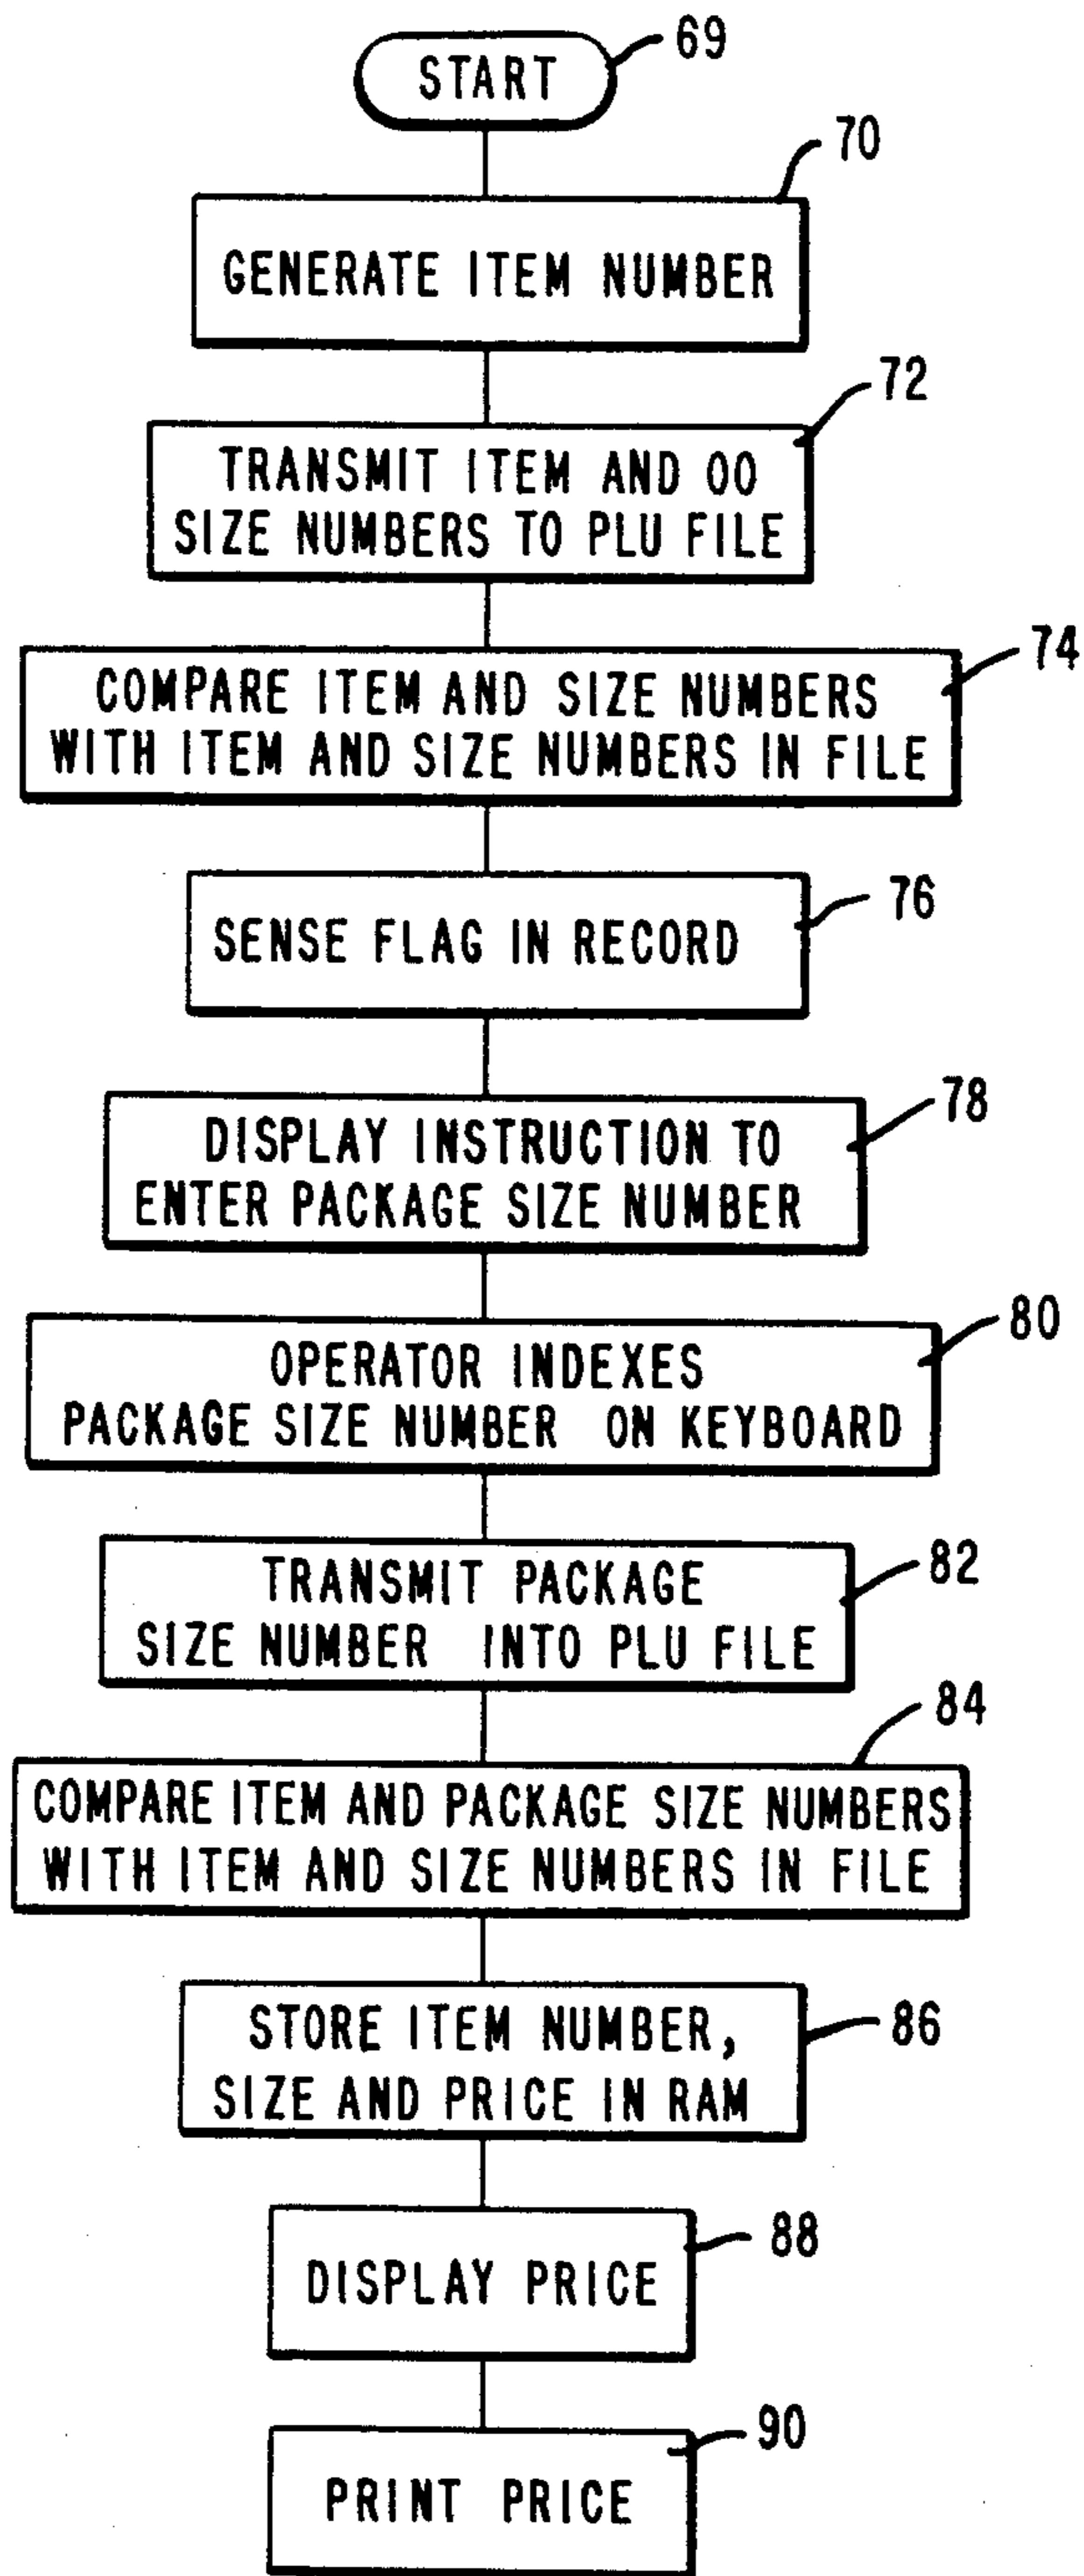 START
69
70
GENERATE ITEM NUMBER
72
TRANSMIT ITEM AND 00
SIZE NUMBERS TO PLU FILE
74
COMPARE ITEM AND SIZE NUMBERS
WITH ITEM AND SIZE NUMBERS IN FILE
76
SENSE FLAG IN RECORD
78
DISPLAY INSTRUCTION TO
ENTER PACKAGE SIZE NUMBER
80
OPERATOR INDEXES
PACKAGE SIZE NUMBER ON KEYBOARD
82
TRANSMIT PACKAGE
SIZE NUMBER INTO PLU FILE
84
COMPARE ITEM AND PACKAGE SIZE NUMBERS
WITH ITEM AND SIZE NUMBERS IN FILE
86
STORE ITEM NUMBER,
SIZE AND PRICE IN RAM
88
DISPLAY PRICE
90
PRINT PRICE